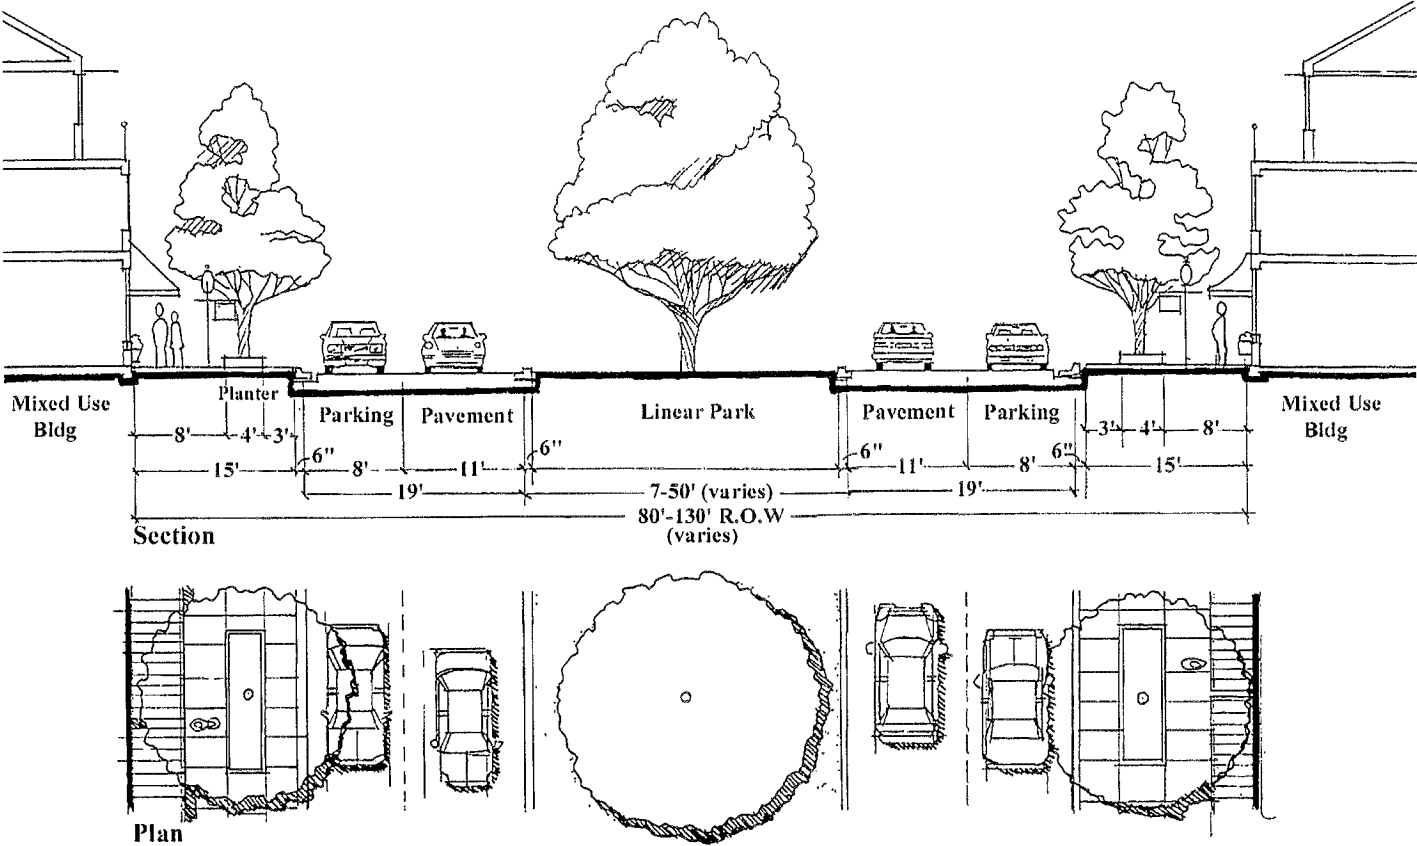 Planter
Mixed Use
Bldg
Parking
Pavement
Linear Park
Pavement
Parking
Mixed Use
Bldg
8' 4' 3' 3' 4' 8'
15' 6" 8' 11' 6" 6" 11' 8' 6" 15'
19' 7-50' (varies) 19'
80'-130' R.O.W
(varies)
Section
Plan